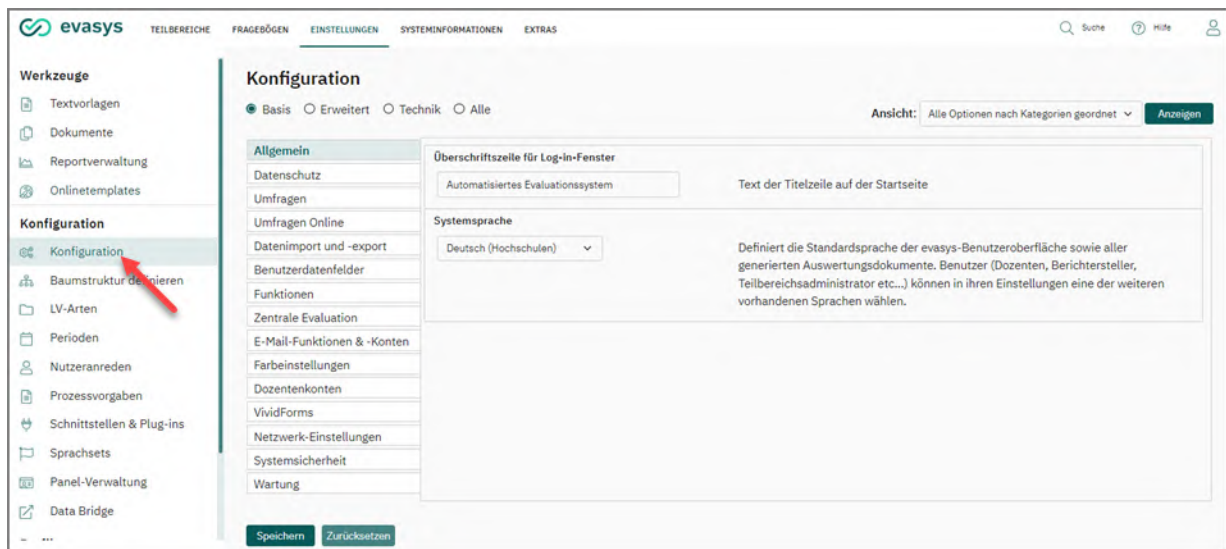 evasys
TEILBEREICHE FRAGEBÖGEN EINSTELLUNGEN SYSTEMINFORMATIONEN EXTRAS
Suche Hilfe
Werkzeuge
Textvorlagen
Dokumente
Reportverwaltung
Onlinetemplates
Konfiguration
Konfiguration
Baumstruktur definieren
LV-Arten
Perioden
Nutzeranreden
Prozessvorgaben
Schnittstellen & Plug-ins
Sprachsets
Panel-Verwaltung
Data Bridge
Konfiguration
Basis Erweitert Technik Alle
Ansicht: Alle Optionen nach Kategorien geordnet Anzeigen
Allgemein
Datenschutz
Umfragen
Umfragen Online
Datenimport und -export
Benutzerdatenfelder
Funktionen
Zentrale Evaluation
E-Mail-Funktionen & -Konten
Farbeinstellungen
Dozentenkonten
VividForms
Netzwerk-Einstellungen
Systemsicherheit
Wartung
Überschriftszeile für Log-in-Fenster
Automatisiertes Evaluationssystem
Text der Titelzeile auf der Startseite
Systemsprache
Deutsch (Hochschulen)
Definiert die Standardsprache der evasys-Benutzeroberfläche sowie aller
generierten Auswertungsdokumente. Benutzer (Dozenten, Berichtersteller,
Teilbereichsadministrator etc...) können in ihren Einstellungen eine der weiteren
vorhandenen Sprachen wählen.
Speichern Zurücksetzen